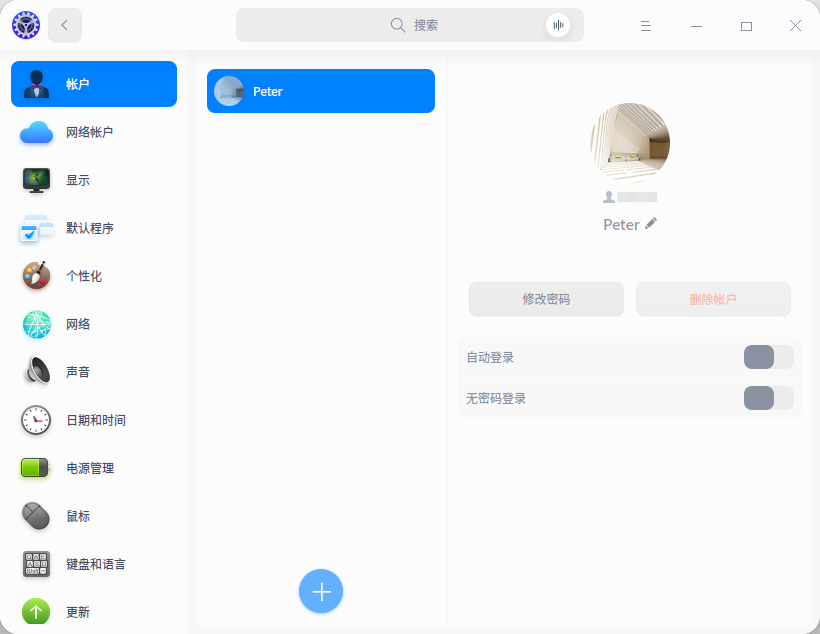 搜索
帐户
网络帐户
显示
默认程序
个性化
网络
声音
日期和时间
电源管理
鼠标
键盘和语言
更新
Peter
Peter
修改密码
删除帐户
自动登录
无密码登录